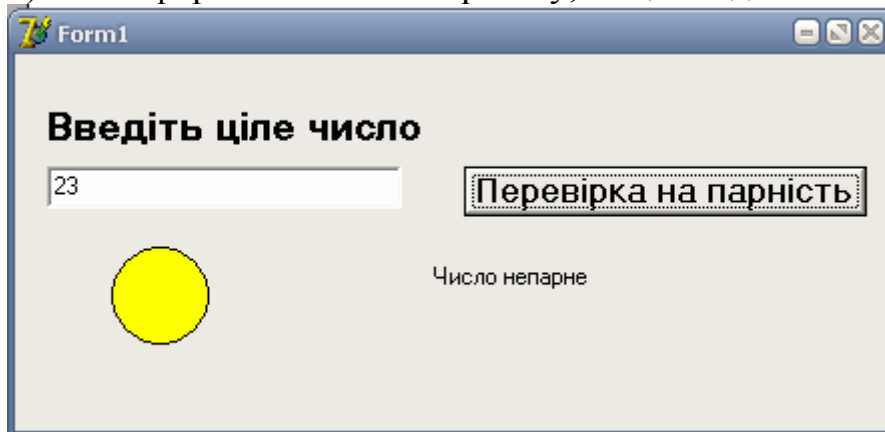 Form1
Введіть ціле число
23
Перевірка на парність
Число непарне